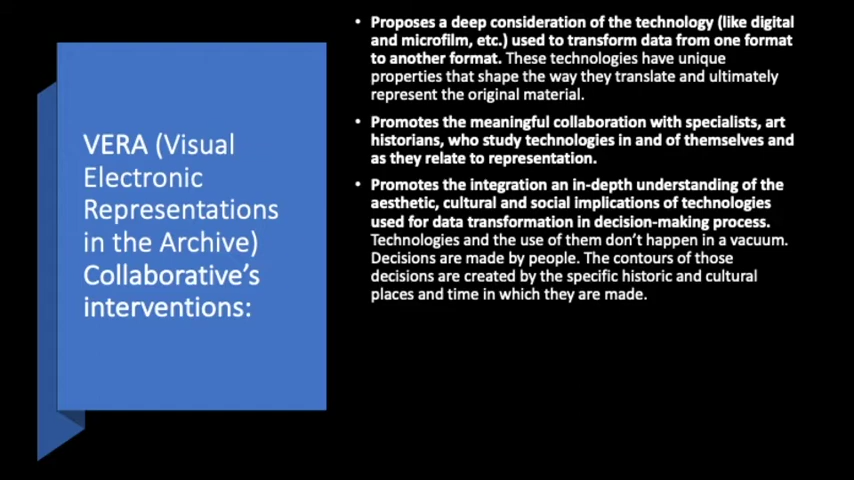 VERA (Visual
Electronic
Representations
in the Archive)
Collaborative's
interventions:
• Proposes a deep consideration of the technology (like digital
and microfilm, etc.) used to transform data from one format
to another format. These technologies have unique
properties that shape the way they translate and ultimately
represent the original material.
• Promotes the meaningful collaboration with specialists, art
historians, who study technologies in and of themselves and
as they relate to representation.
• Promotes the integration an in-depth understanding of the
aesthetic, cultural and social implications of technologies
used for data transformation in decision-making process.
Technologies and the use of them don't happen in a vacuum.
Decisions are made by people. The contours of those
decisions are created by the specific historic and cultural
places and time in which they are made.